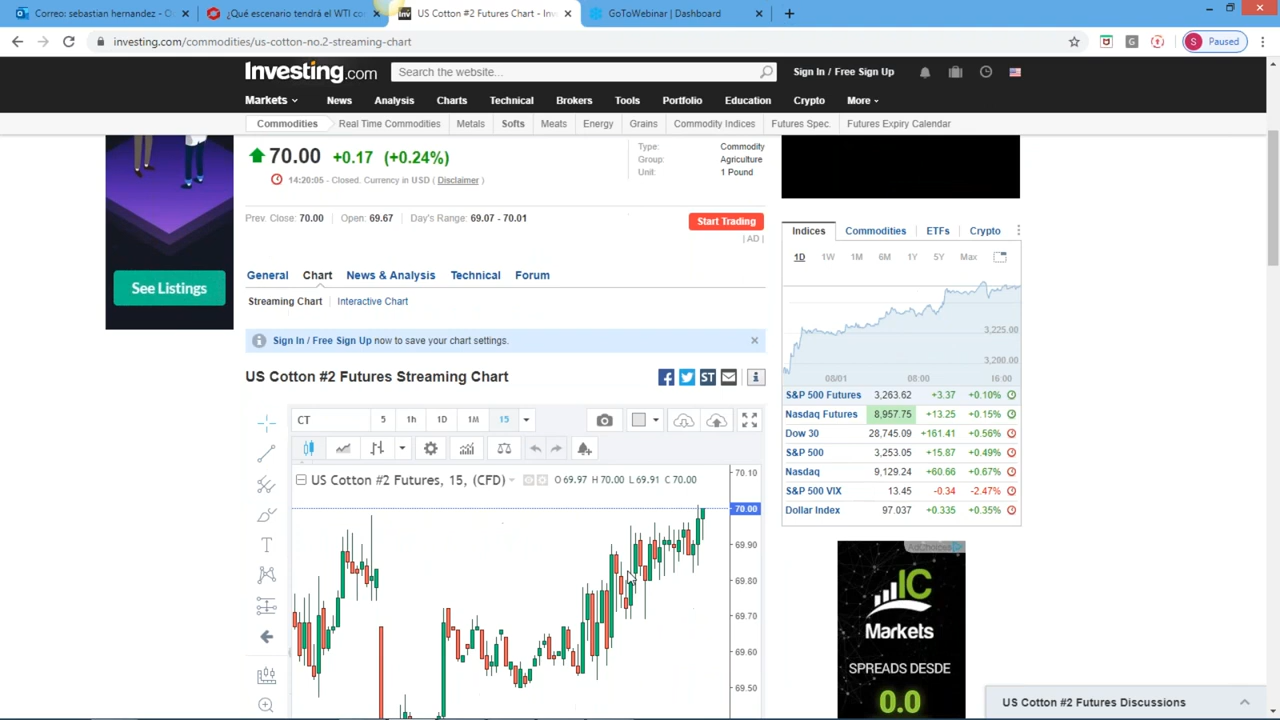 Correo: sebastian hernandez - O
¿Qué escenario tendrá el WTI co
US Cotton #2 Futures Chart - Inv
GoToWebinar | Dashboard
investing.com/commodities/us-cotton-no.2-streaming-chart
S Paused
Investing.com
Search the website...
Sign In / Free Sign Up
Markets
News
Analysis
Charts
Technical
Brokers
Tools
Portfolio
Education
Crypto
More
Commodities
Real Time Commodities
Metals
Softs
Meats
Energy
Grains
Commodity Indices
Futures Spec.
Futures Expiry Calendar
70.00 +0.17 (+0.24%)
14:20:05 - Closed. Currency in USD ( Disclaimer )
Type: Commodity
Group: Agriculture
Unit: 1 Pound
Prev. Close: 70.00 Open: 69.67 Day's Range: 69.07 - 70.01
Start Trading
| AD |
See Listings
General
Chart
News & Analysis
Technical
Forum
Streaming Chart
Interactive Chart
Sign In / Free Sign Up now to save your chart settings.
US Cotton #2 Futures Streaming Chart
ST
CT
5
1h
1D
1M
15
US Cotton #2 Futures, 15, (CFD)
O 69.97 H 70.00 L 69.91 C 70.00
70.10
70.00
69.90
69.80
69.70
69.60
69.50
Indices
Commodities
ETFs
Crypto
1D
1W
1M
6M
1Y
5Y
Max
3,225.00
3,200.00
08/01
08:00
16:00
S&P 500 Futures 3,263.62 +3.37 +0.10%
Nasdaq Futures 8,957.75 +13.25 +0.15%
Dow 30 28,745.09 +161.41 +0.56%
S&P 500 3,253.05 +15.87 +0.49%
Nasdaq 9,129.24 +60.66 +0.67%
S&P 500 VIX 13.45 -0.34 -2.47%
Dollar Index 97.037 +0.335 +0.35%
AdChoices
IC
Markets
SPREADS DESDE
0.0
US Cotton #2 Futures Discussions